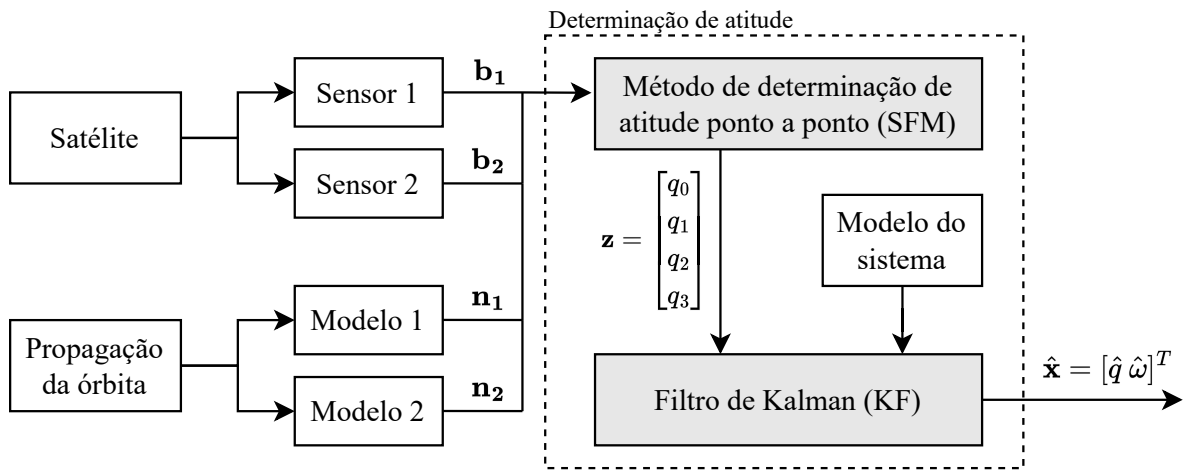 Determinação de atitude
Satélite
Sensor 1
Sensor 2
b₁
b₂
Propagação
da órbita
Modelo 1
Modelo 2
n₁
n₂
Método de determinação de
atitude ponto a ponto (SFM)
z = [q₀
q₁
q₂
q₃]
Modelo do
sistema
Filtro de Kalman (KF)
x̂ = [q̂ ω̂]ᵀ